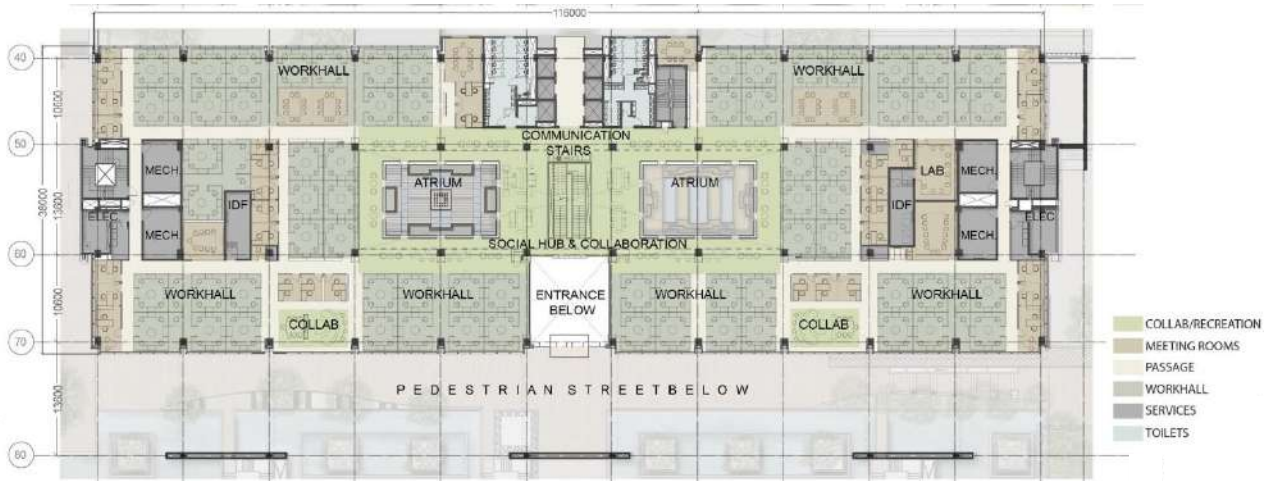 116000
40
50
60
70
80
10600
13600
10600
13600
36000
WORKHALL
WORKHALL
COMMUNICATION
STAIRS
MECH.
ATRIUM
ATRIUM
LAB
MECH.
IDF
IDF
ELEC
MECH.
MECH.
ELEC
SOCIAL HUB & COLLABORATION
WORKHALL
WORKHALL
ENTRANCE
BELOW
WORKHALL
WORKHALL
COLLAB
COLLAB
PEDESTRIAN STREETBELOW
COLLAB/RECREATION
MEETING ROOMS
PASSAGE
WORKHALL
SERVICES
TOILETS